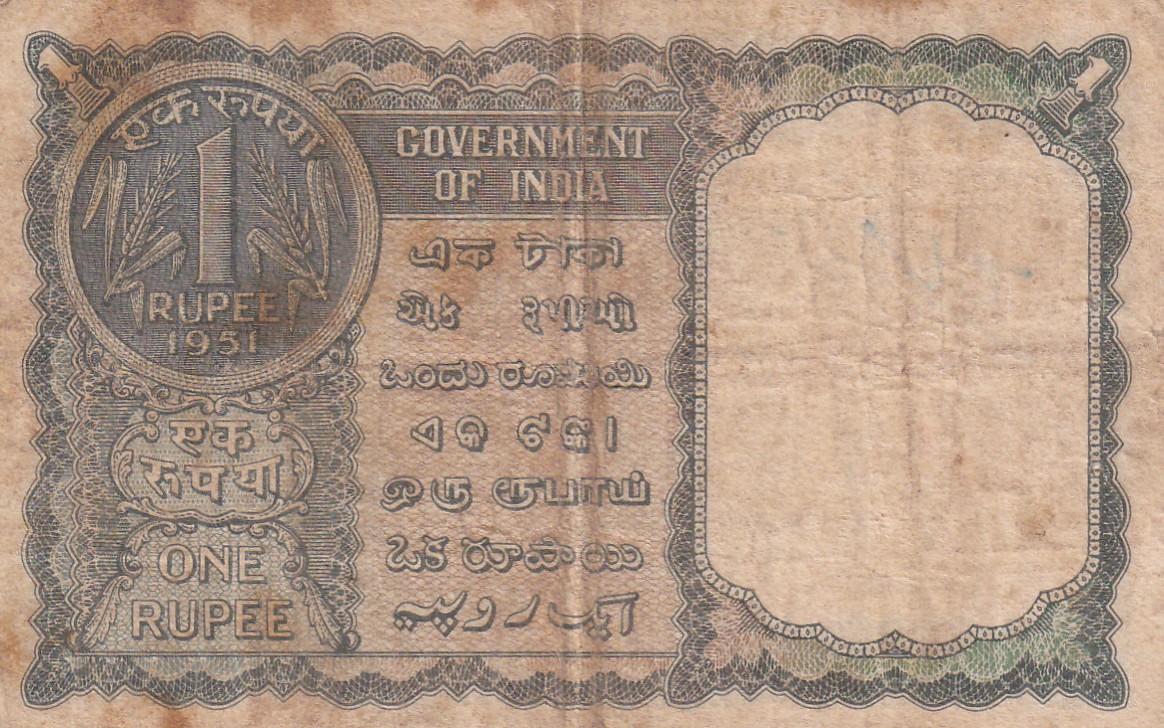 एक रुपया
1
RUPEE
1951
एक
रूपया
ONE
RUPEE
GOVERNMENT
OF INDIA
এক টাকা
એક રૂપીયો
ಒಂದು ರೂಪಾಯಿ
ଏକ ଟଙ୍କା
ஒரு ரூபாய்
ఒక రూపాయి
ایک روپیہ